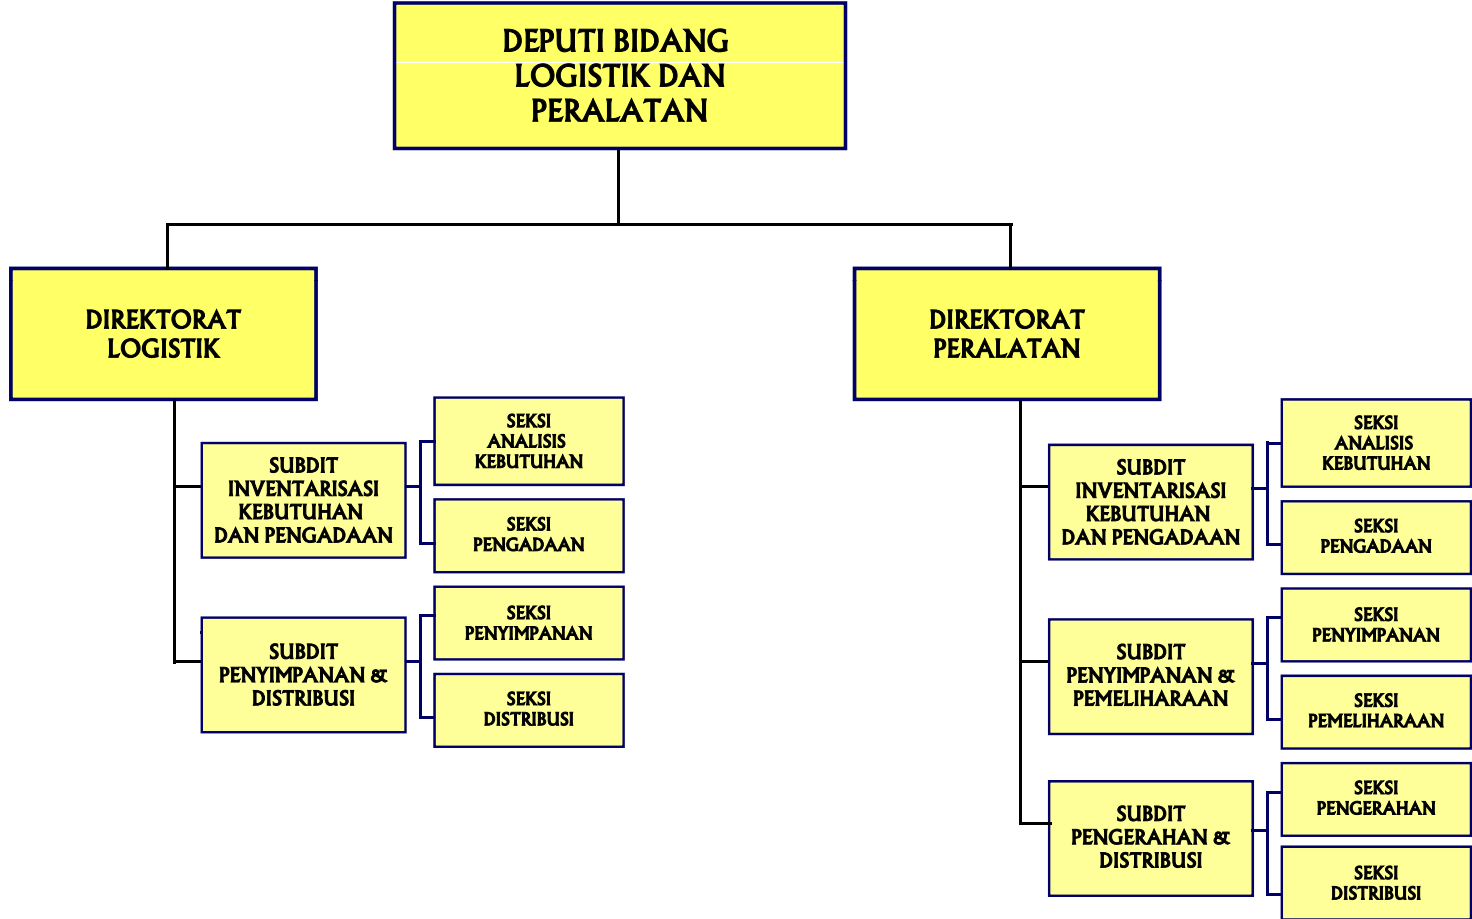 DEPUTI BIDANG
LOGISTIK DAN
PERALATAN
DIREKTORAT
LOGISTIK
SUBDIT
INVENTARISASI
KEBUTUHAN
DAN PENGADAAN
SEKSI
ANALISIS
KEBUTUHAN
SEKSI
PENGADAAN
SUBDIT
PENYIMPANAN &
DISTRIBUSI
SEKSI
PENYIMPANAN
SEKSI
DISTRIBUSI
DIREKTORAT
PERALATAN
SUBDIT
INVENTARISASI
KEBUTUHAN
DAN PENGADAAN
SEKSI
ANALISIS
KEBUTUHAN
SEKSI
PENGADAAN
SUBDIT
PENYIMPANAN &
PEMELIHARAAN
SEKSI
PENYIMPANAN
SEKSI
PEMELIHARAAN
SUBDIT
PENGERAHAN &
DISTRIBUSI
SEKSI
PENGERAHAN
SEKSI
DISTRIBUSI